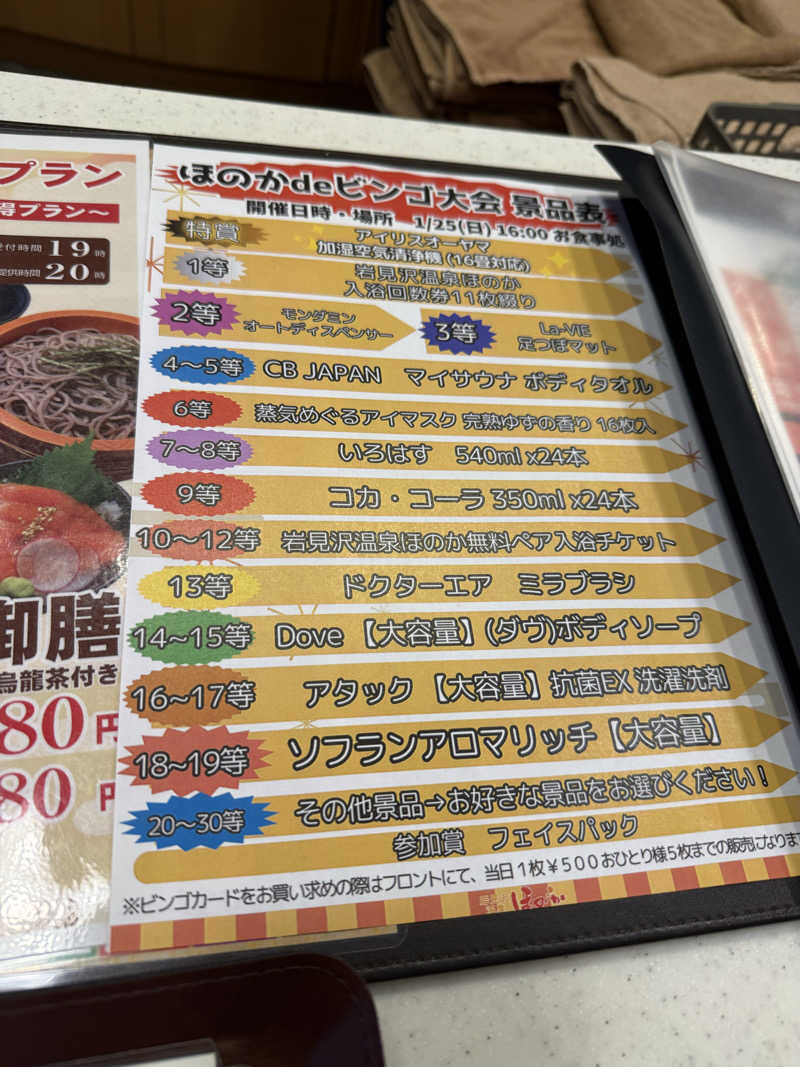 プラン
得プラン～
受付時間 19時
提供時間 20時
御膳
烏龍茶付き
80円
80円
ほのかdeビンゴ大会 景品表
開催日時・場所 1/25(日) 16:00 お食事処
特賞 アイリスオーヤマ
加湿空気清浄機(16畳対応)
1等 岩見沢温泉ほのか
入浴回数券11枚綴り
2等 モンダミン
オートディスペンサー
3等 La-VIE
足つぼマット
4～5等 CB JAPAN マイサウナ ボディタオル
6等 蒸気めぐるアイマスク 完熟ゆずの香り 16枚入
7～8等 いろはす 540ml x24本
9等 コカ・コーラ 350ml x24本
10～12等 岩見沢温泉ほのか無料ペア入浴チケット
13等 ドクターエア ミラブラシ
14～15等 Dove 【大容量】(ダヴ)ボディソープ
16～17等 アタック 【大容量】抗菌EX 洗濯洗剤
18～19等 ソフランアロマリッチ【大容量】
20～30等 その他景品→お好きな景品をお選びください！
参加賞 フェイスパック
※ビンゴカードをお買い求めの際はフロントにて、当日1枚￥500おひとり様5枚までの販売になります
ほのか